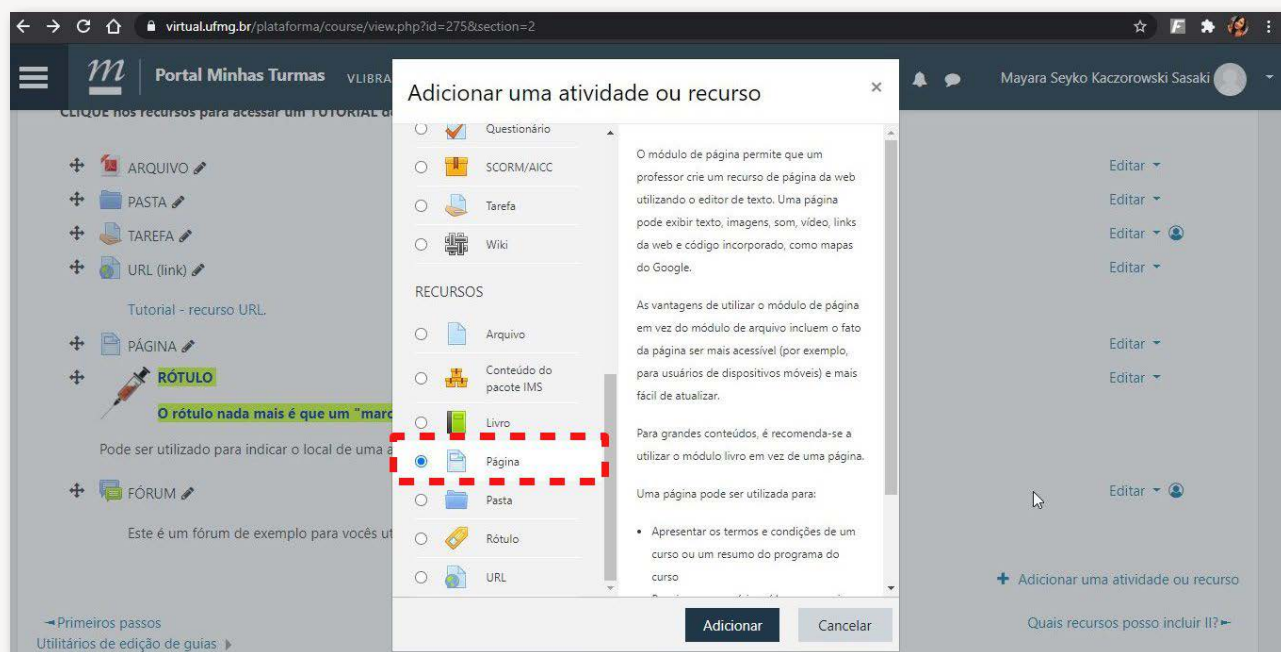 virtual.ufmg.br/plataforma/course/view.php?id=275&section=2
Portal Minhas Turmas
VLIBRA
Mayara Seyko Kaczorowski Sasaki
CLIQUE nos recursos para acessar um TUTORIAL
ARQUIVO
Editar
PASTA
Editar
TAREFA
Editar
URL (link)
Editar
Tutorial - recurso URL.
PÁGINA
Editar
RÓTULO
Editar
O rótulo nada mais é que um "marc
Pode ser utilizado para indicar o local de uma a
FÓRUM
Editar
Este é um fórum de exemplo para vocês ut
Adicionar uma atividade ou recurso
Primeiros passos
Quais recursos posso incluir II?
Utilitários de edição de guias
Adicionar uma atividade ou recurso
×
Questionário
SCORM/AICC
Tarefa
Wiki
RECURSOS
Arquivo
Conteúdo do
pacote IMS
Livro
Página
Pasta
Rótulo
URL
O módulo de página permite que um
professor crie um recurso de página da web
utilizando o editor de texto. Uma página
pode exibir texto, imagens, som, vídeo, links
da web e código incorporado, como mapas
do Google.
As vantagens de utilizar o módulo de página
em vez do módulo de arquivo incluem o fato
da página ser mais acessível (por exemplo,
para usuários de dispositivos móveis) e mais
fácil de atualizar.
Para grandes conteúdos, é recomenda-se a
utilizar o módulo livro em vez de uma página.
Uma página pode ser utilizada para:
• Apresentar os termos e condições de um
curso ou um resumo do programa do
curso
Adicionar
Cancelar